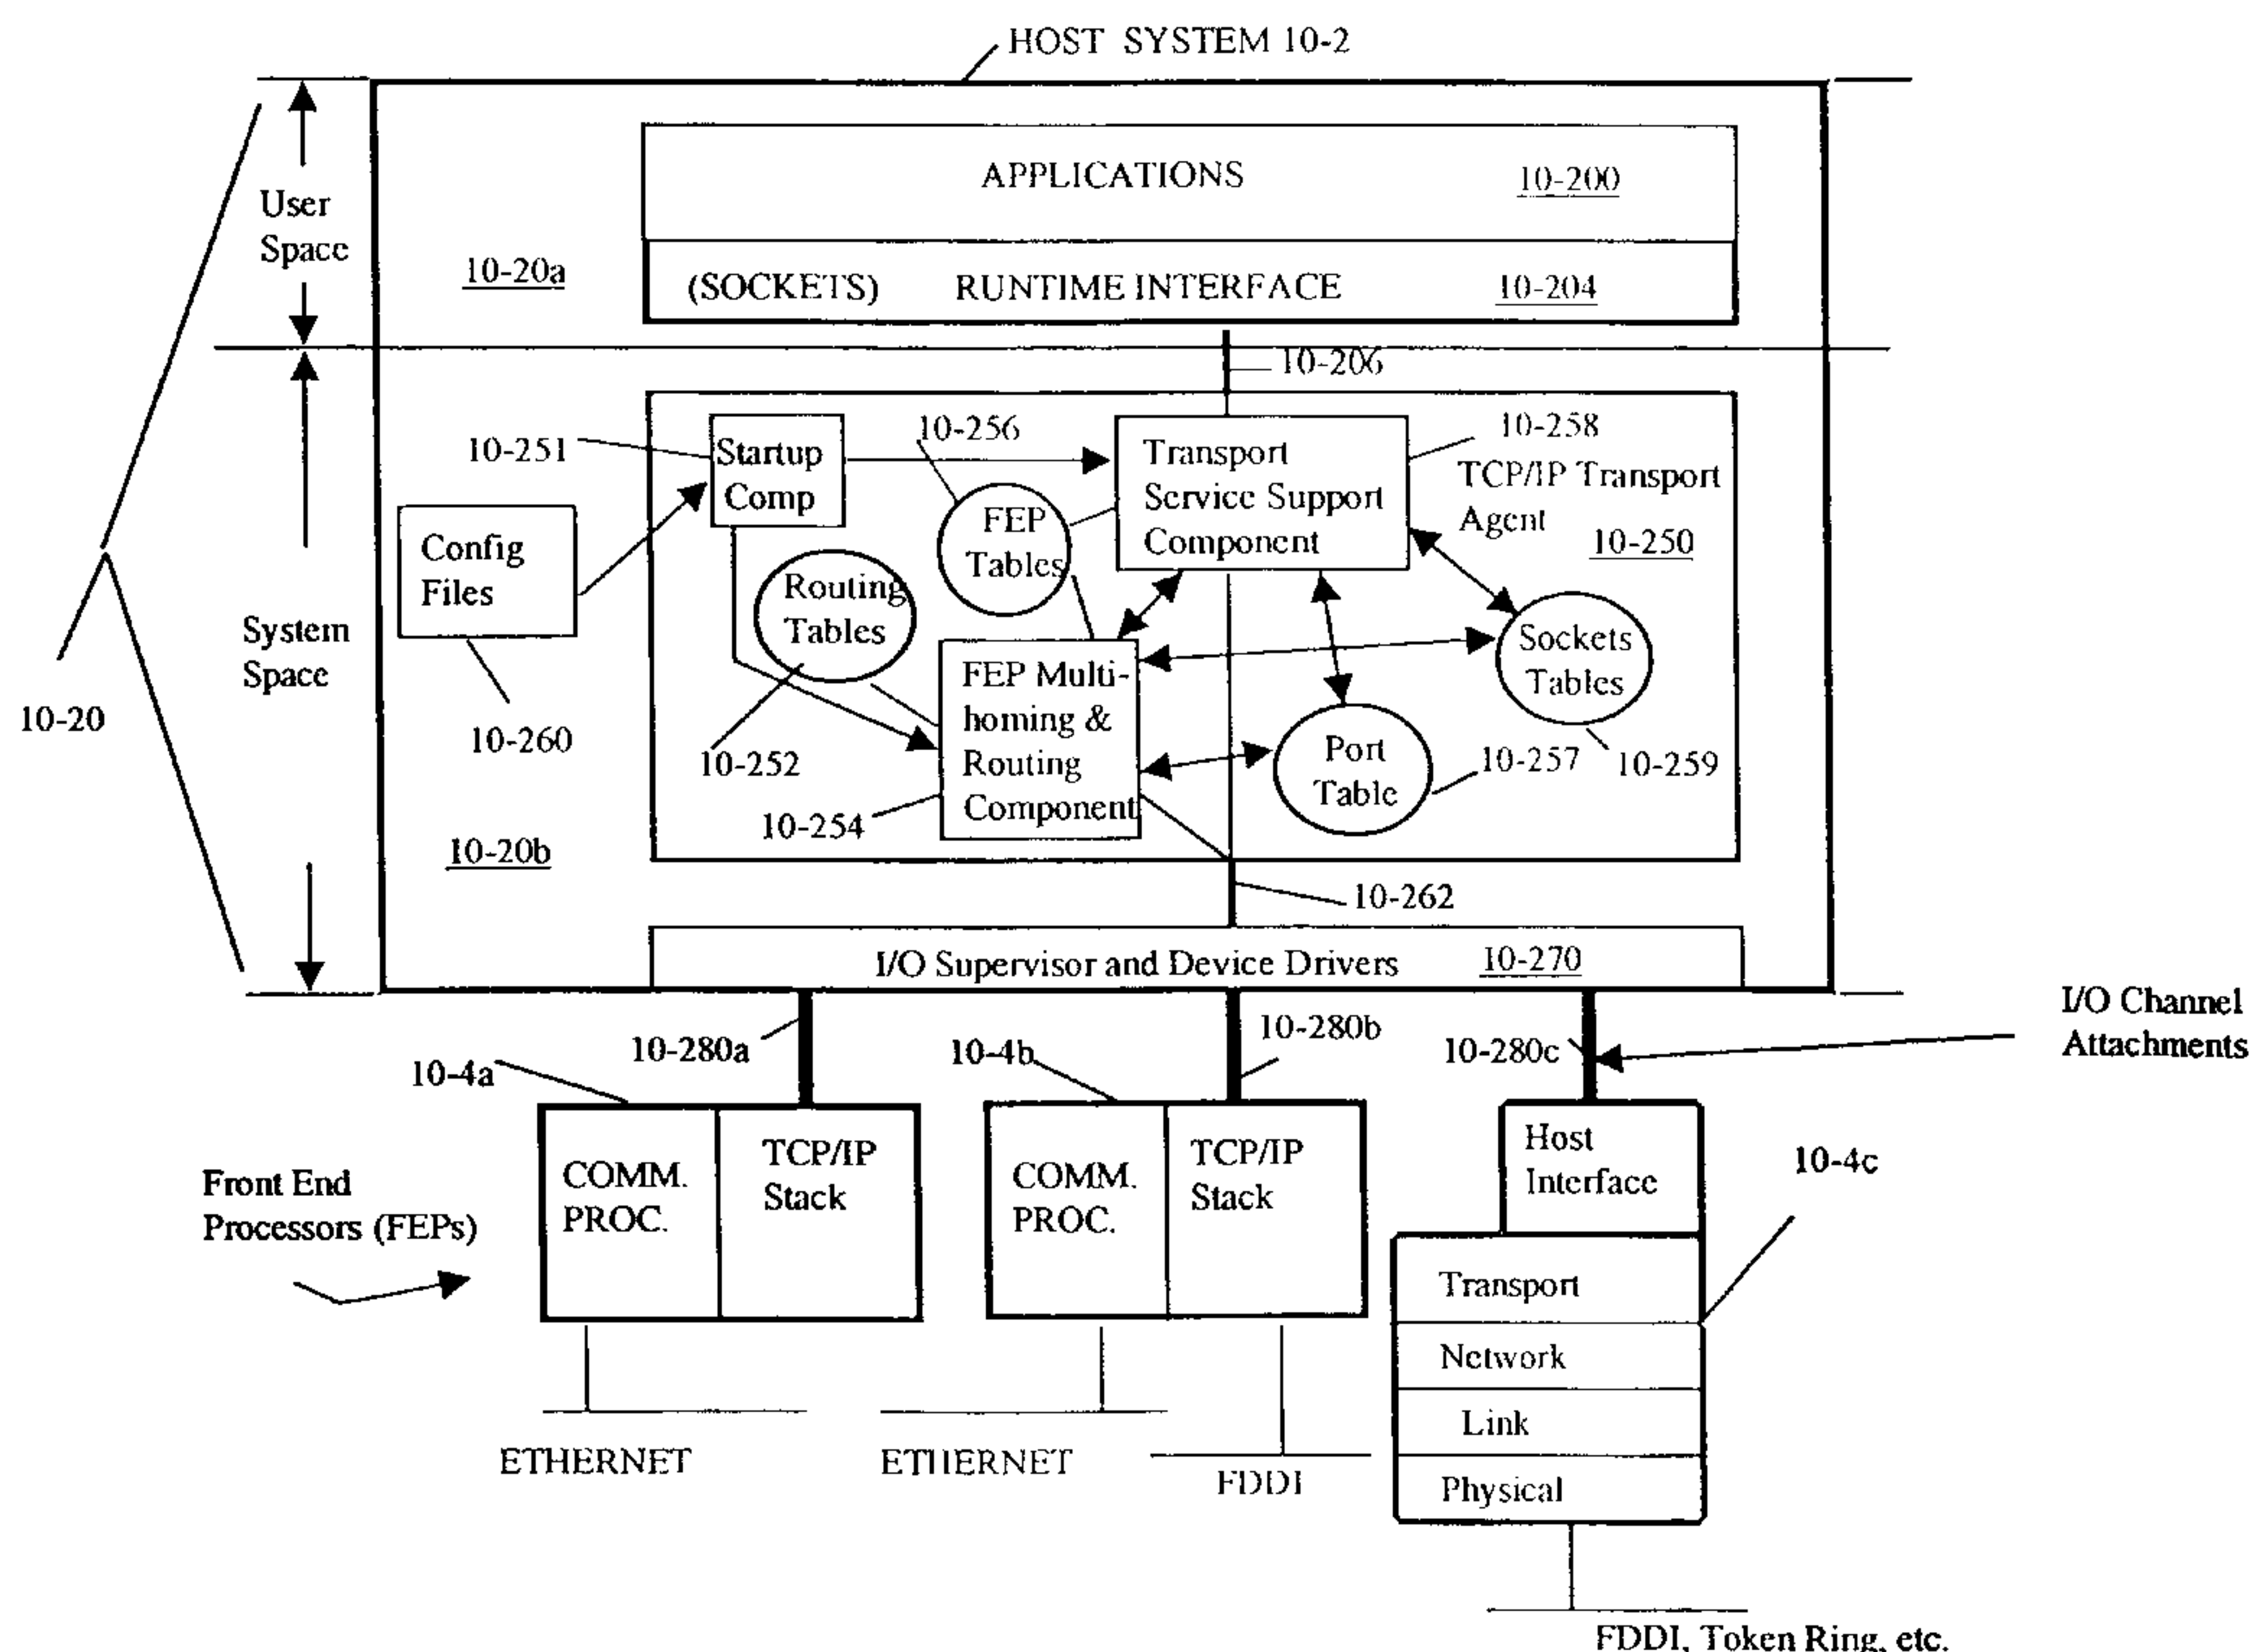 HOST SYSTEM 10-2
APPLICATIONS 10-200
User
Space
10-20a
(SOCKETS) RUNTIME INTERFACE 10-204
10-206
10-251
Startup
Comp
10-256
Transport
Service Support
Component
10-258
TCP/IP Transport
Agent
10-250
Config
Files
FEP
Tables
Routing
Tables
System
Space
Sockets
Tables
10-20
10-260
10-252
FEP Multi-
homing &
Routing
Component
Port
Table
10-257
10-259
10-254
10-20b
10-262
I/O Supervisor and Device Drivers 10-270
I/O Channel
Attachments
10-280a
10-280b
10-280c
10-4a
10-4b
Front End
Processors (FEPs)
COMM.
PROC.
TCP/IP
Stack
COMM.
PROC.
TCP/IP
Stack
Host
Interface
10-4c
Transport
Network
Link
Physical
ETHERNET
ETHERNET
FDDI
FDDI, Token Ring, etc.